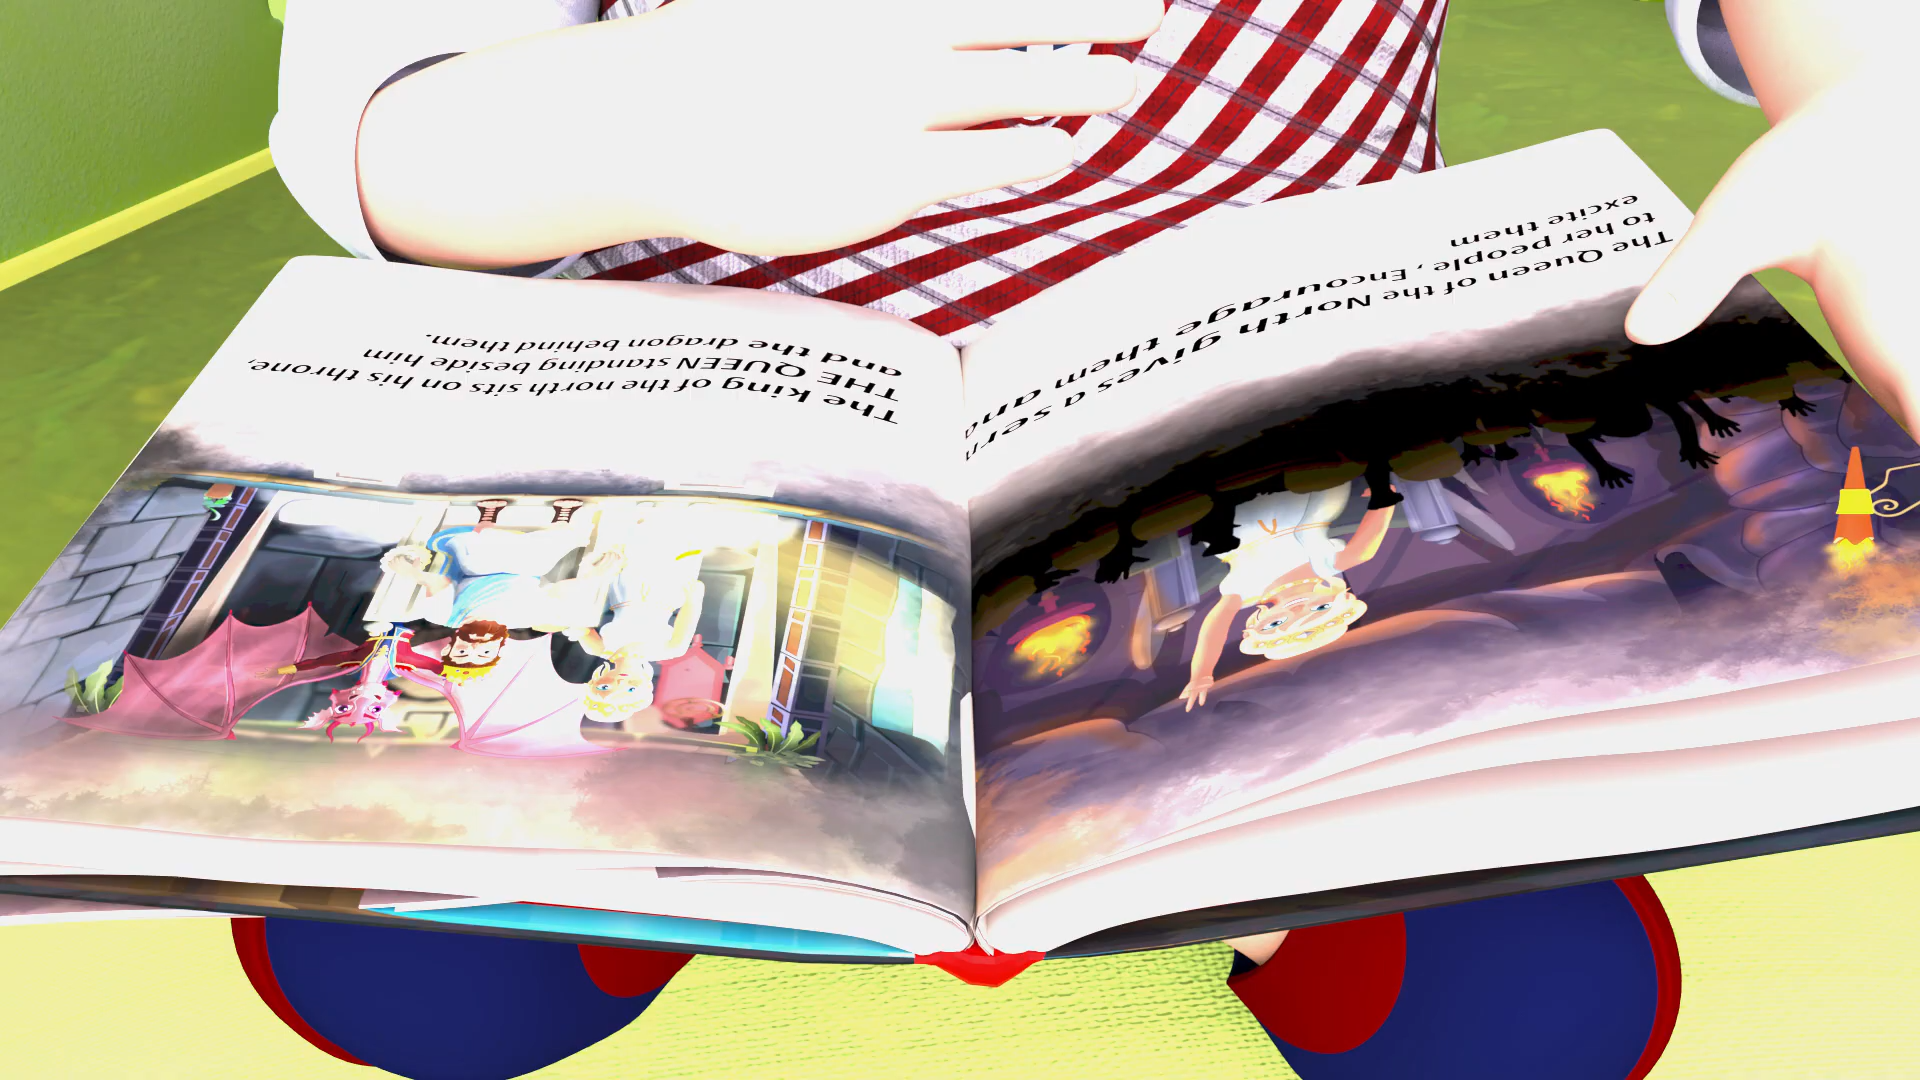 The Queen of the North gives a
to her people , Encourage them and
excite them
The king of the north sits on his throne,
THE QUEEN standing beside him
and the dragon behind them.